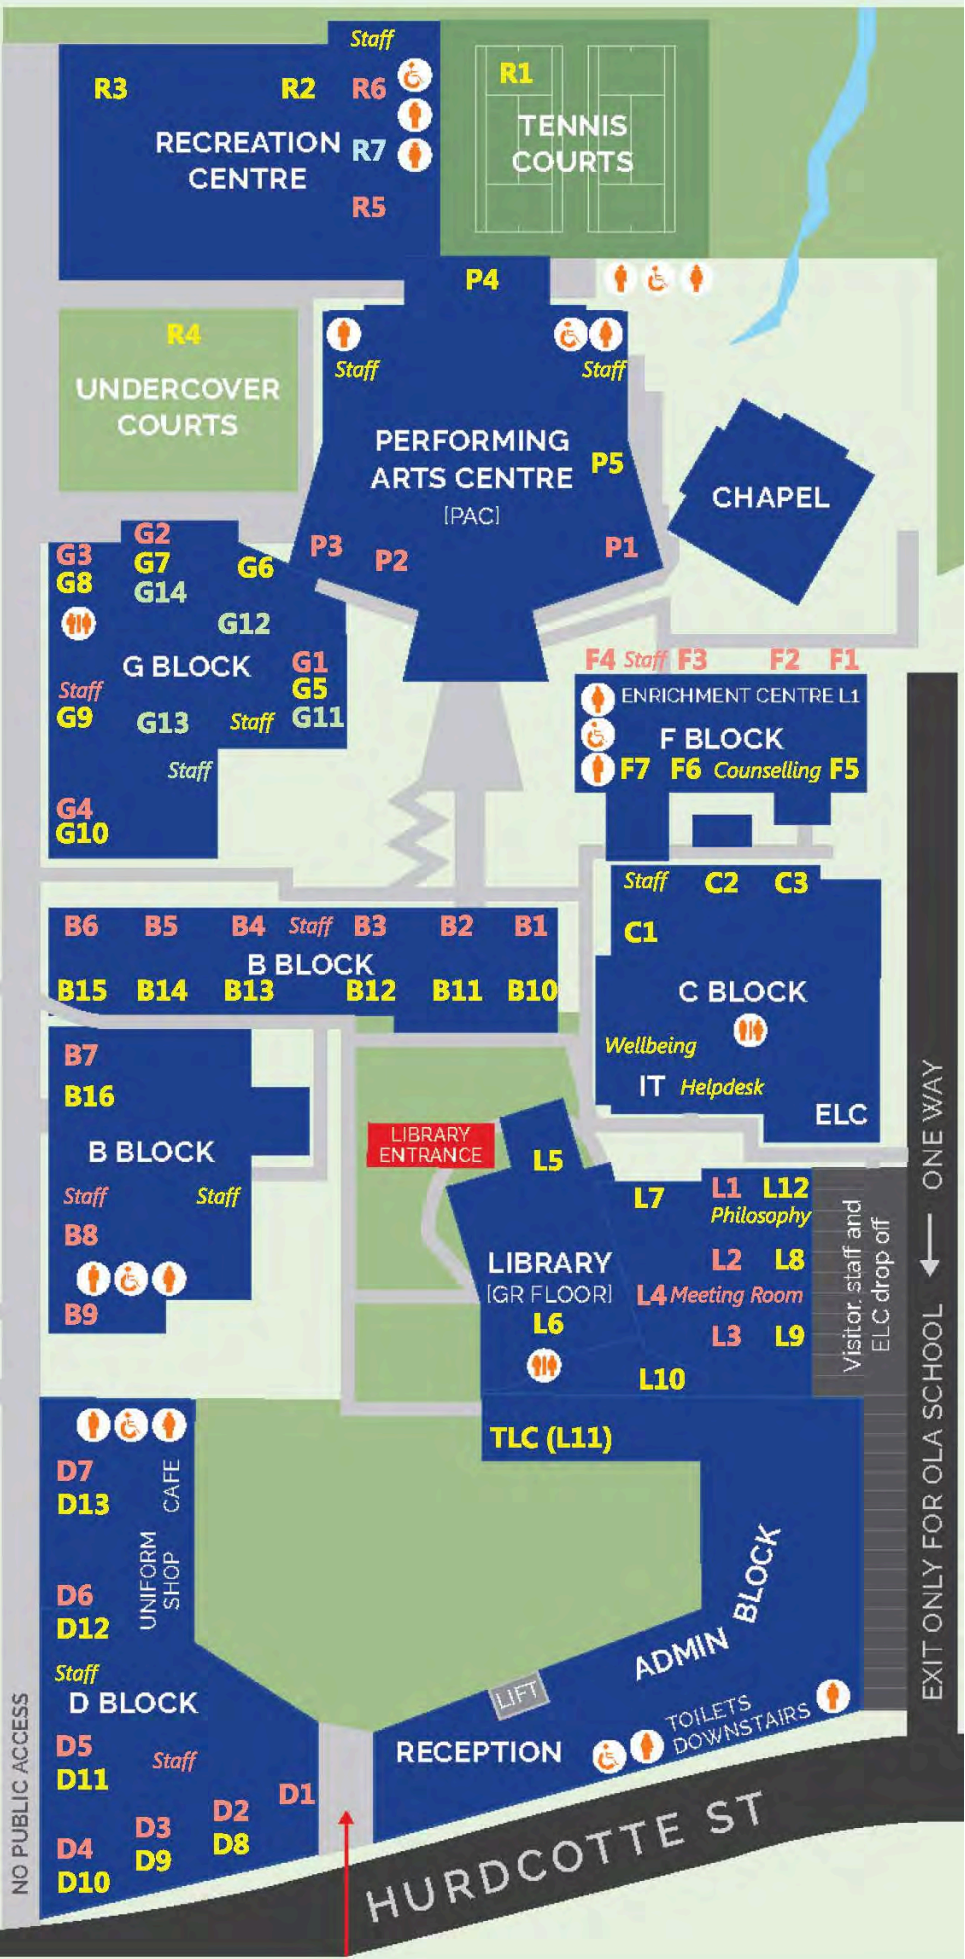 Staff
R3 R2 R6
R1
TENNIS
COURTS
RECREATION
CENTRE
R7
R5
P4
R4
UNDERCOVER
COURTS
Staff
Staff
PERFORMING
ARTS CENTRE
[PAC]
P5
CHAPEL
P3
P2
P1
G2
G3
G7
G6
G8
G14
G12
G BLOCK
G1
Staff
G5
G9
G13
Staff
G11
Staff
G4
G10
F4 Staff F3 F2 F1
ENRICHMENT CENTRE L1
F BLOCK
F7 F6 Counselling F5
Staff C2 C3
C1
C BLOCK
Wellbeing
IT Helpdesk
ELC
B6 B5 B4 Staff B3 B2 B1
B BLOCK
B15 B14 B13 B12 B11 B10
B7
B16
B BLOCK
Staff Staff
B8
B9
LIBRARY
ENTRANCE
L5
L7
L1 L12
Philosophy
LIBRARY
[GR FLOOR]
L2 L8
L4 Meeting Room
L6
L3 L9
L10
TLC (L11)
Visitor, staff and
ELC drop off
EXIT ONLY FOR OLA SCHOOL ONE WAY
D7
D13
CAFE
UNIFORM
SHOP
D6
D12
Staff
D BLOCK
D5
Staff
D11
D1
D2
D3
D8
D4
D9
D10
NO PUBLIC ACCESS
ADMIN BLOCK
LIFT
RECEPTION
TOILETS
DOWNSTAIRS
HURDCOTTE ST